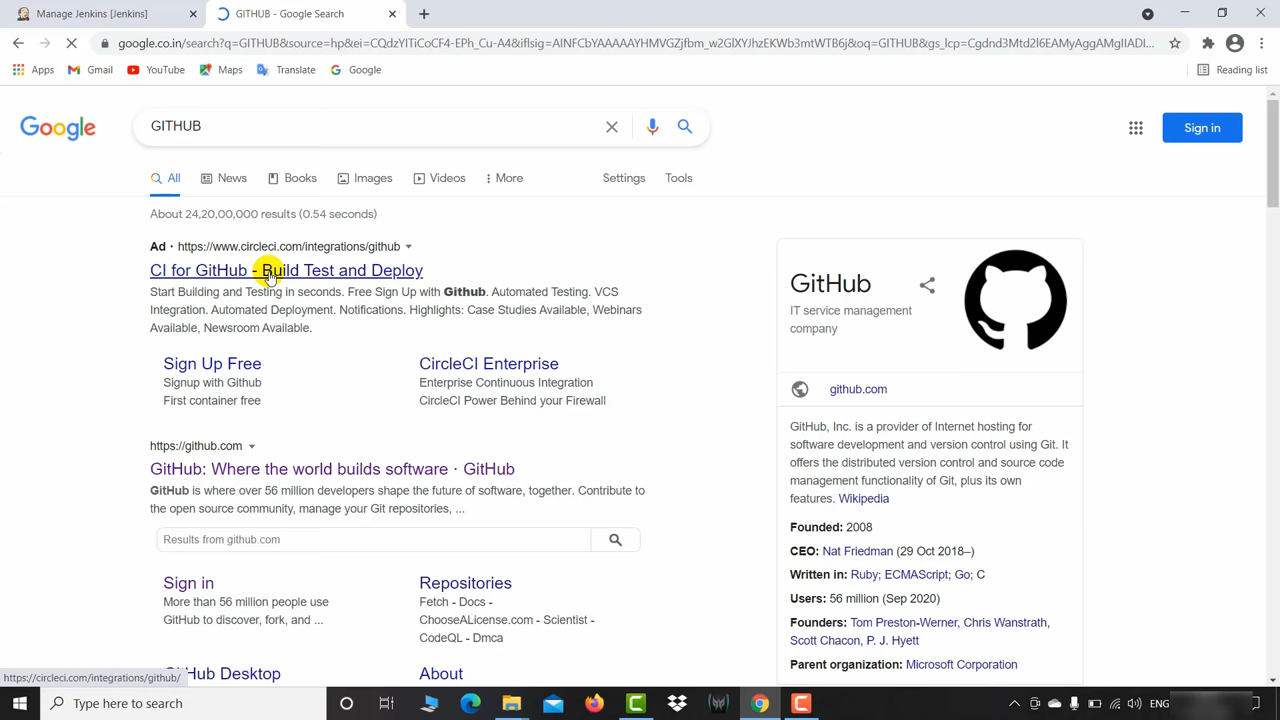 Manage Jenkins [Jenkins]
GITHUB - Google Search
google.co.in/search?q=GITHUB&source=hp&ei=CQdzYITiCoCF4-EPh_Cu-A4&iflsig=AINFCbYAAAAAYHMVGZjfbm_w2GlXYJhzEKWb3mtWTB6j&oq=GITHUB&gs_lcp=Cgdnd3Mtd2l6EAMyAggAMgIIADI...
Apps
Gmail
YouTube
Maps
Translate
Google
Reading list
Google
GITHUB
Sign in
All
News
Books
Images
Videos
More
Settings
Tools
About 24,20,00,000 results (0.54 seconds)
Ad · https://www.circleci.com/integrations/github
CI for GitHub - Build Test and Deploy
Start Building and Testing in seconds. Free Sign Up with Github. Automated Testing. VCS
Integration. Automated Deployment. Notifications. Highlights: Case Studies Available, Webinars
Available, Newsroom Available.
Sign Up Free
Signup with Github
First container free
CircleCI Enterprise
Enterprise Continuous Integration
CircleCI Power Behind your Firewall
https://github.com
GitHub: Where the world builds software · GitHub
GitHub is where over 56 million developers shape the future of software, together. Contribute to
the open source community, manage your Git repositories, ...
Results from github.com
Sign in
More than 56 million people use
GitHub to discover, fork, and ...
Repositories
Fetch - Docs -
ChooseALicense.com - Scientist -
CodeQL - Dmca
GitHub Desktop
About
GitHub
IT service management
company
github.com
GitHub, Inc. is a provider of Internet hosting for
software development and version control using Git. It
offers the distributed version control and source code
management functionality of Git, plus its own
features. Wikipedia
Founded: 2008
CEO: Nat Friedman (29 Oct 2018–)
Written in: Ruby; ECMAScript; Go; C
Users: 56 million (Sep 2020)
Founders: Tom Preston-Werner, Chris Wanstrath,
Scott Chacon, P. J. Hyett
Parent organization: Microsoft Corporation
https://circleci.com/integrations/github/
Type here to search
ENG